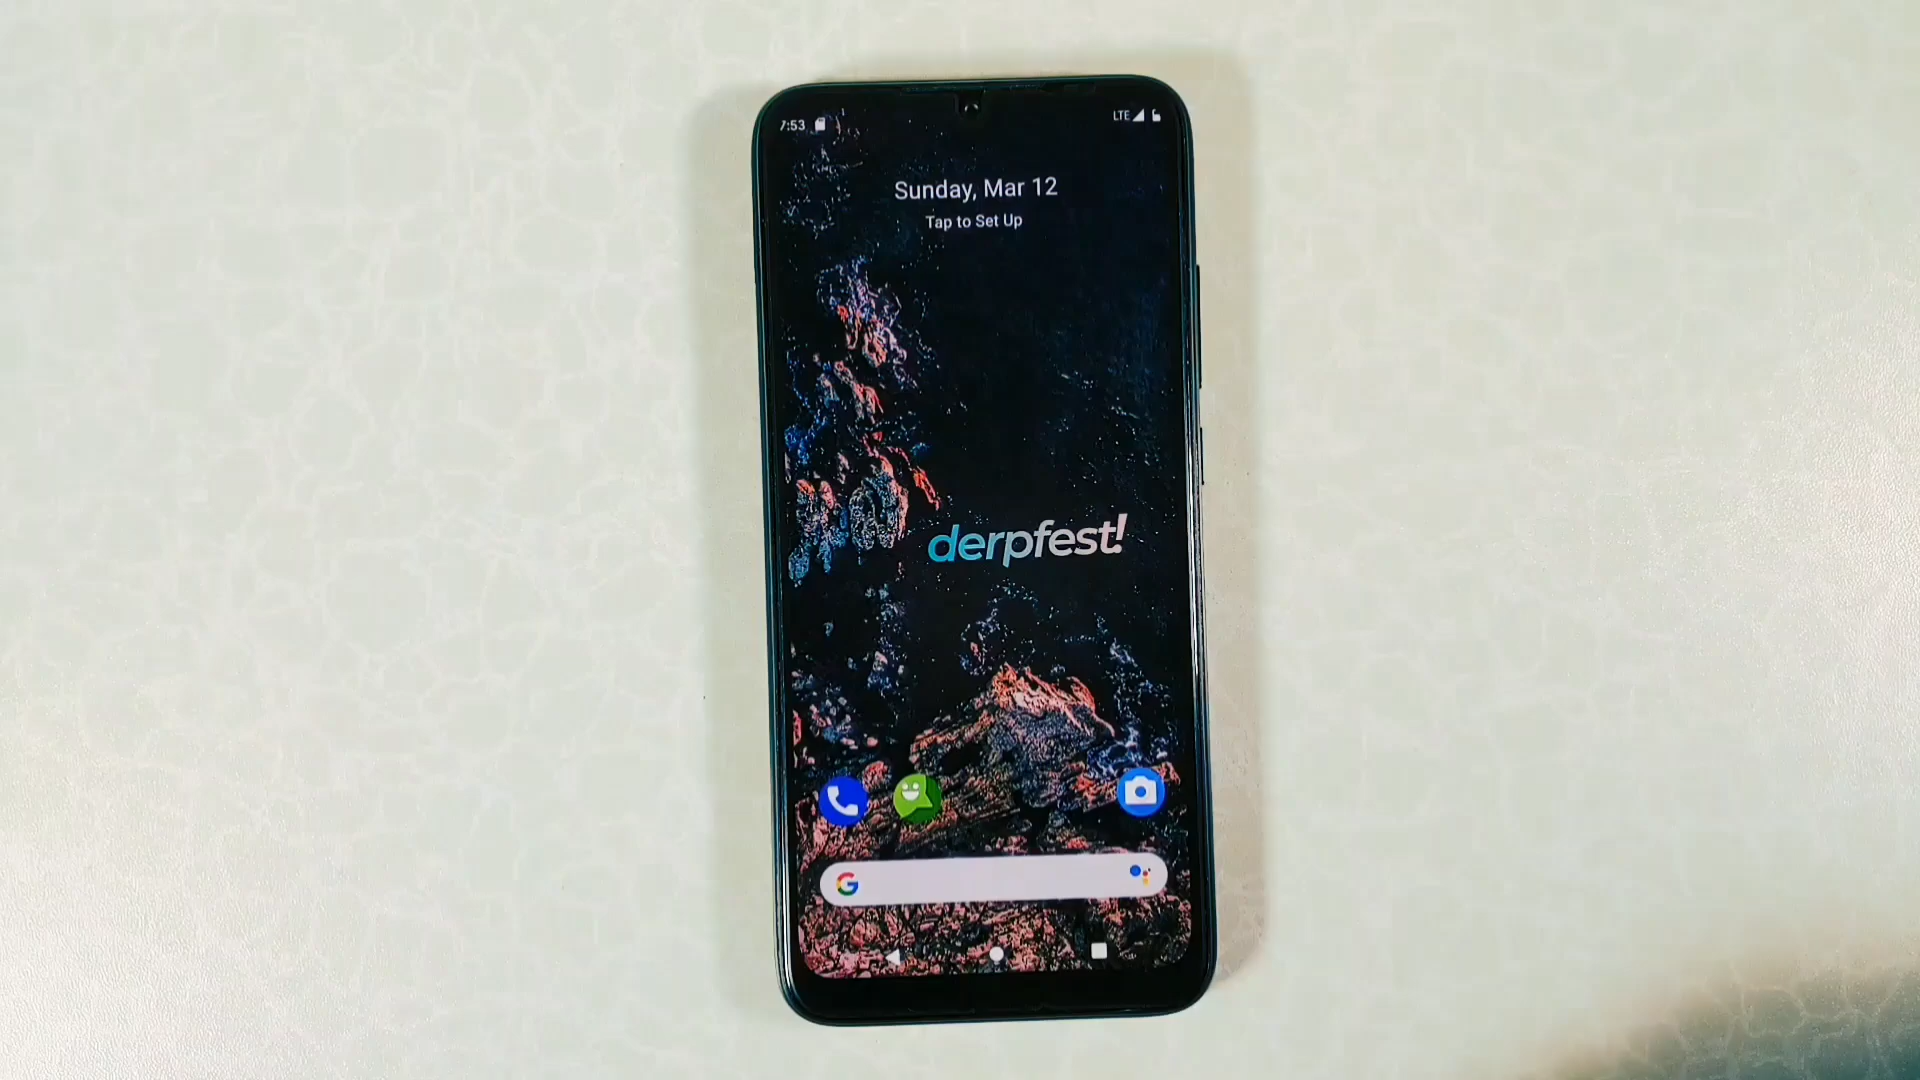 7:53
LTE
Sunday, Mar 12
Tap to Set Up
derpfest!
G